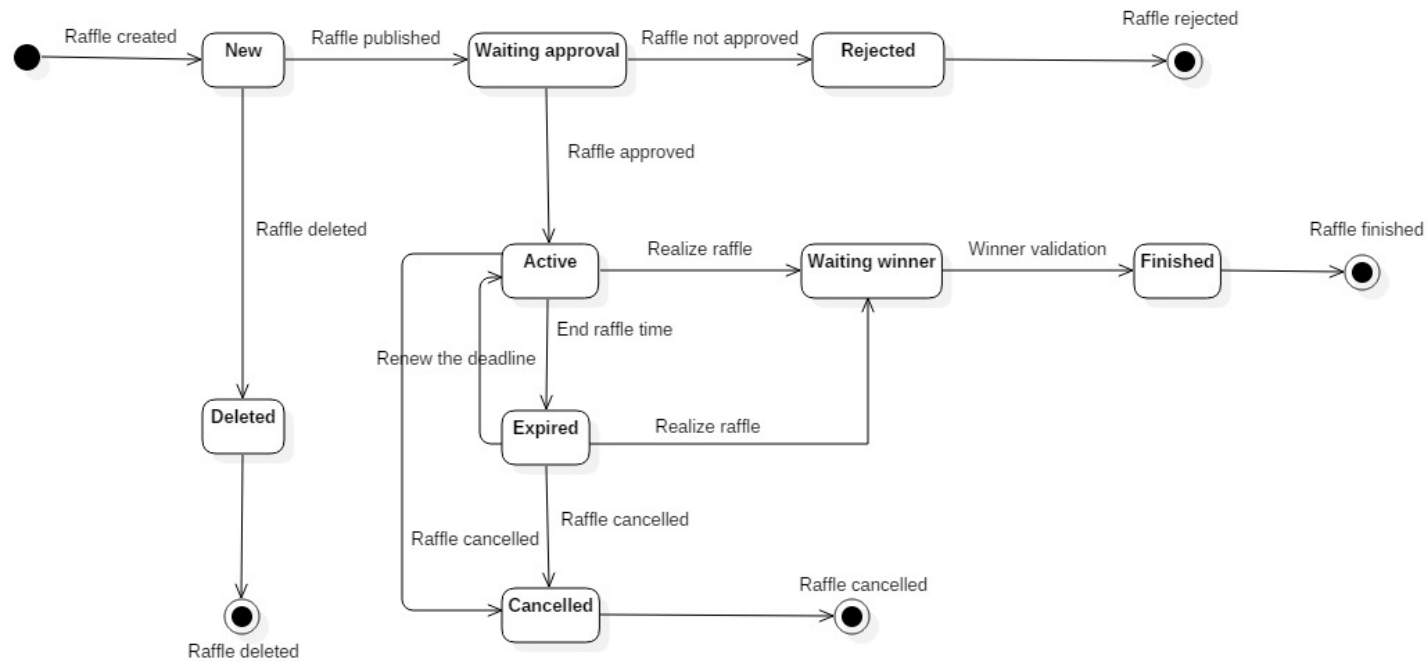 Raffle rejected
Raffle created
New
Raffle published
Waiting approval
Raffle not approved
Rejected
Raffle approved
Raffle deleted
Raffle finished
Active
Realize raffle
Waiting winner
Winner validation
Finished
End raffle time
Renew the deadline
Deleted
Expired
Realize raffle
Raffle cancelled
Raffle cancelled
Raffle cancelled
Cancelled
Raffle deleted